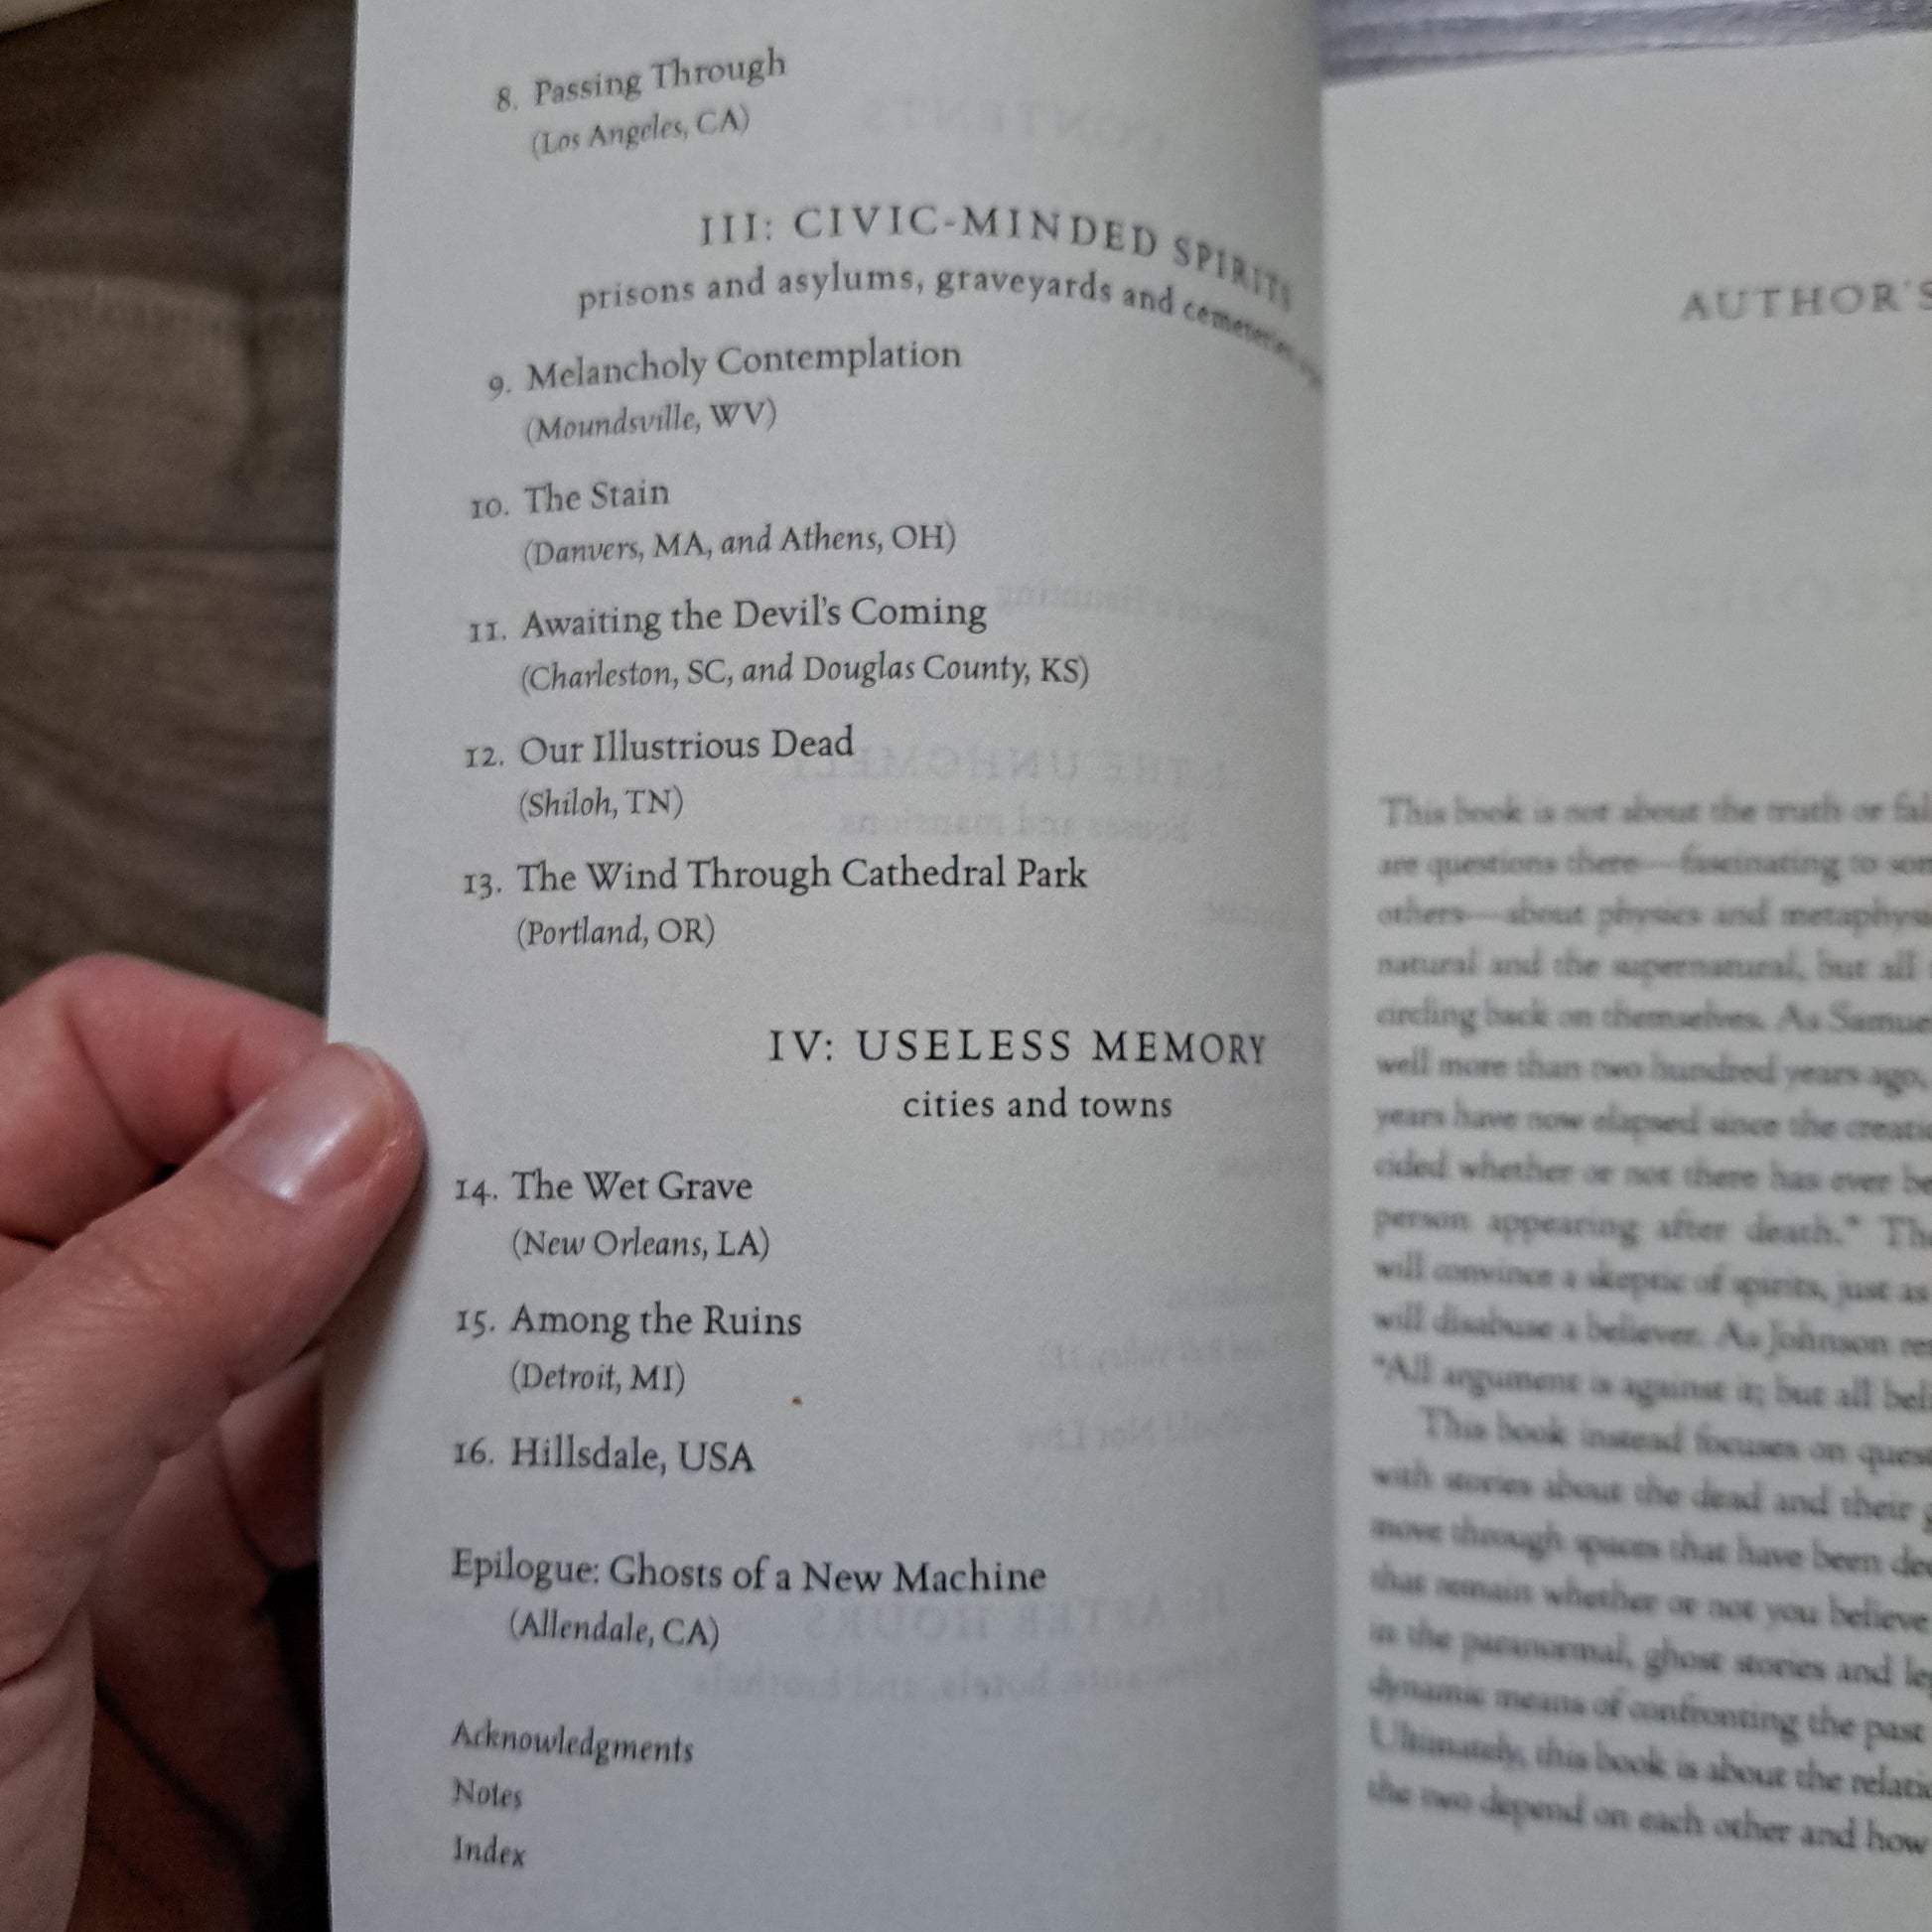 8. Passing Through
(Los Angeles, CA)
III: CIVIC-MINDED SPIRITS
prisons and asylums, graveyards and cemeteries,
9. Melancholy Contemplation
(Moundsville, WV)
10. The Stain
(Danvers, MA, and Athens, OH)
11. Awaiting the Devil's Coming
(Charleston, SC, and Douglas County, KS)
12. Our Illustrious Dead
(Shiloh, TN)
13. The Wind Through Cathedral Park
(Portland, OR)
IV: USELESS MEMORY
cities and towns
14. The Wet Grave
(New Orleans, LA)
15. Among the Ruins
(Detroit, MI)
16. Hillsdale, USA
Epilogue: Ghosts of a New Machine
(Allendale, CA)
Acknowledgments
Notes
Index
AUTHOR'S
This book is not about the truth or
are questions there—fascinating to
others—about physics and
natural and the supernatural, but all
circling back on themselves. As
well more than two hundred years ago,
years have now elapsed since the
cided whether or not there has ever
person appearing after death." 
will convince a skeptic of spirits, just as
will disabuse a believer. As Johnson
"All argument is against it; but all
This book instead focuses on
with stories about the dead and their
move through spaces that have been
that remain whether or not you believe
in the paranormal, ghost stories and
dynamic means of confronting the past
Ultimately, this book is about the
the two depend on each other and how